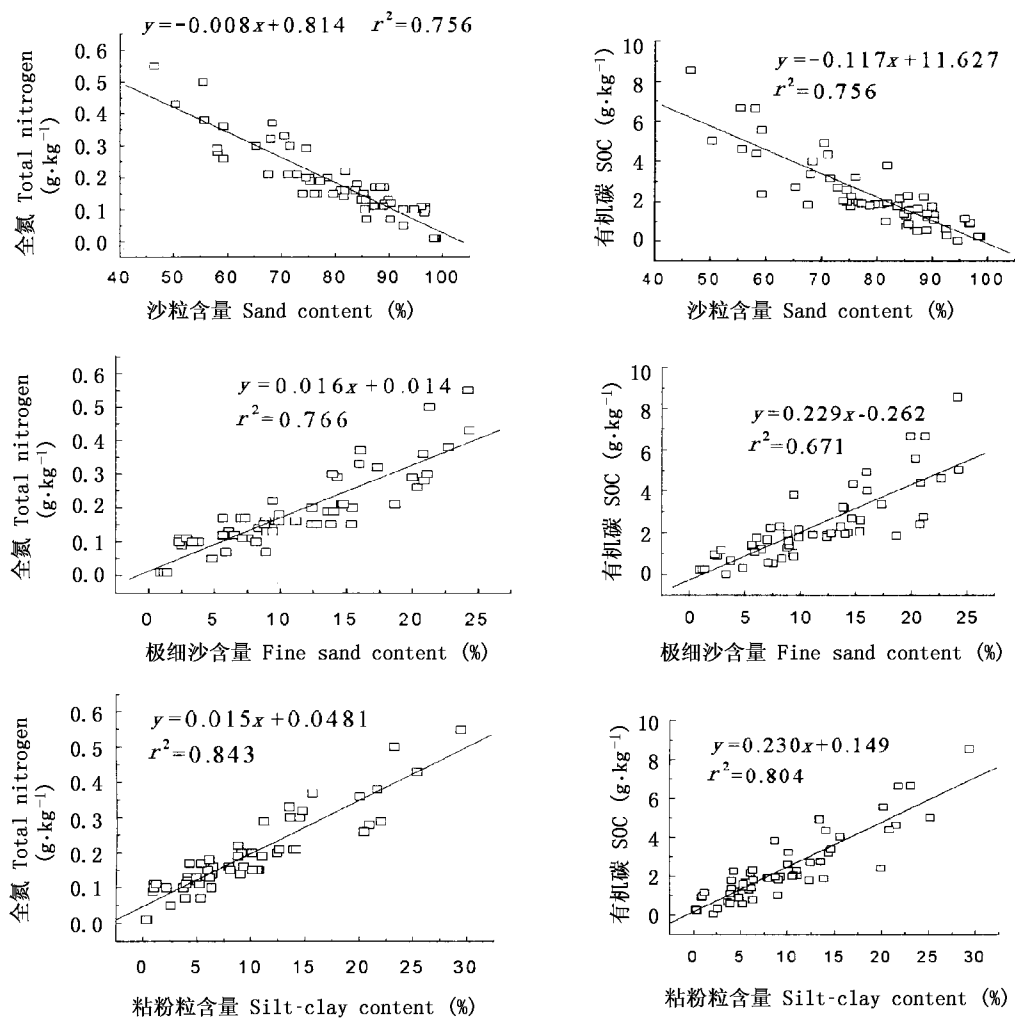 y=-0.008x+0.814 r²=0.756
全氮 Total nitrogen
(g·kg⁻¹)
0.6
0.5
0.4
0.3
0.2
0.1
0.0
40 50 60 70 80 90 100
沙粒含量 Sand content (%)
y=-0.117x+11.627
r²=0.756
有机碳 SOC (g·kg⁻¹)
10
8
6
4
2
0
40 50 60 70 80 90 100
沙粒含量 Sand content (%)
y=0.016x+0.014
r²=0.766
全氮 Total nitrogen
(g·kg⁻¹)
0.6
0.5
0.4
0.3
0.2
0.1
0.0
0 5 10 15 20 25
极细沙含量 Fine sand content (%)
y=0.229x-0.262
r²=0.671
有机碳 SOC (g·kg⁻¹)
10
8
6
4
2
0
0 5 10 15 20 25
极细沙含量 Fine sand content (%)
y=0.015x+0.0481
r²=0.843
全氮 Total nitrogen
(g·kg⁻¹)
0.6
0.5
0.4
0.3
0.2
0.1
0.0
0 5 10 15 20 25 30
粘粉粒含量 Silt-clay content (%)
y=0.230x+0.149
r²=0.804
有机碳 SOC (g·kg⁻¹)
10
8
6
4
2
0
0 5 10 15 20 25 30
粘粉粒含量 Silt-clay content (%)